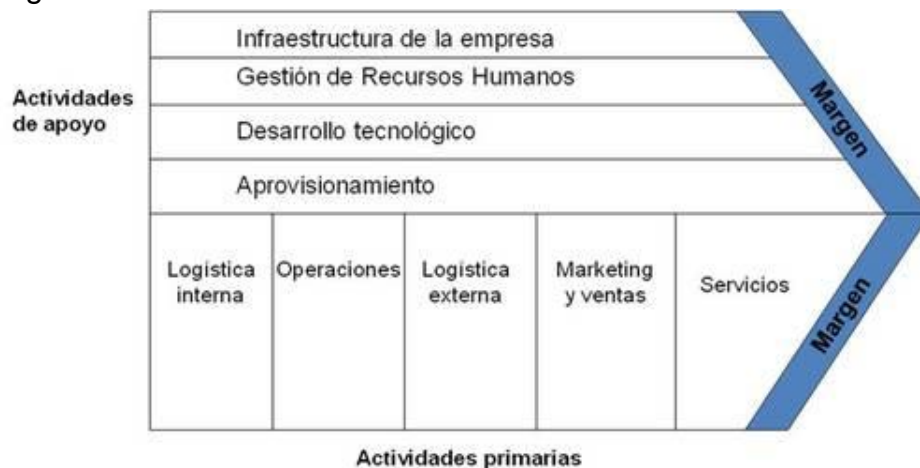 Infraestructura de la empresa
Gestión de Recursos Humanos
Actividades
de apoyo
Desarrollo tecnológico
Aprovisionamiento
Margen
Logística
interna
Operaciones
Logística
externa
Marketing
y ventas
Servicios
Margen
Actividades primarias